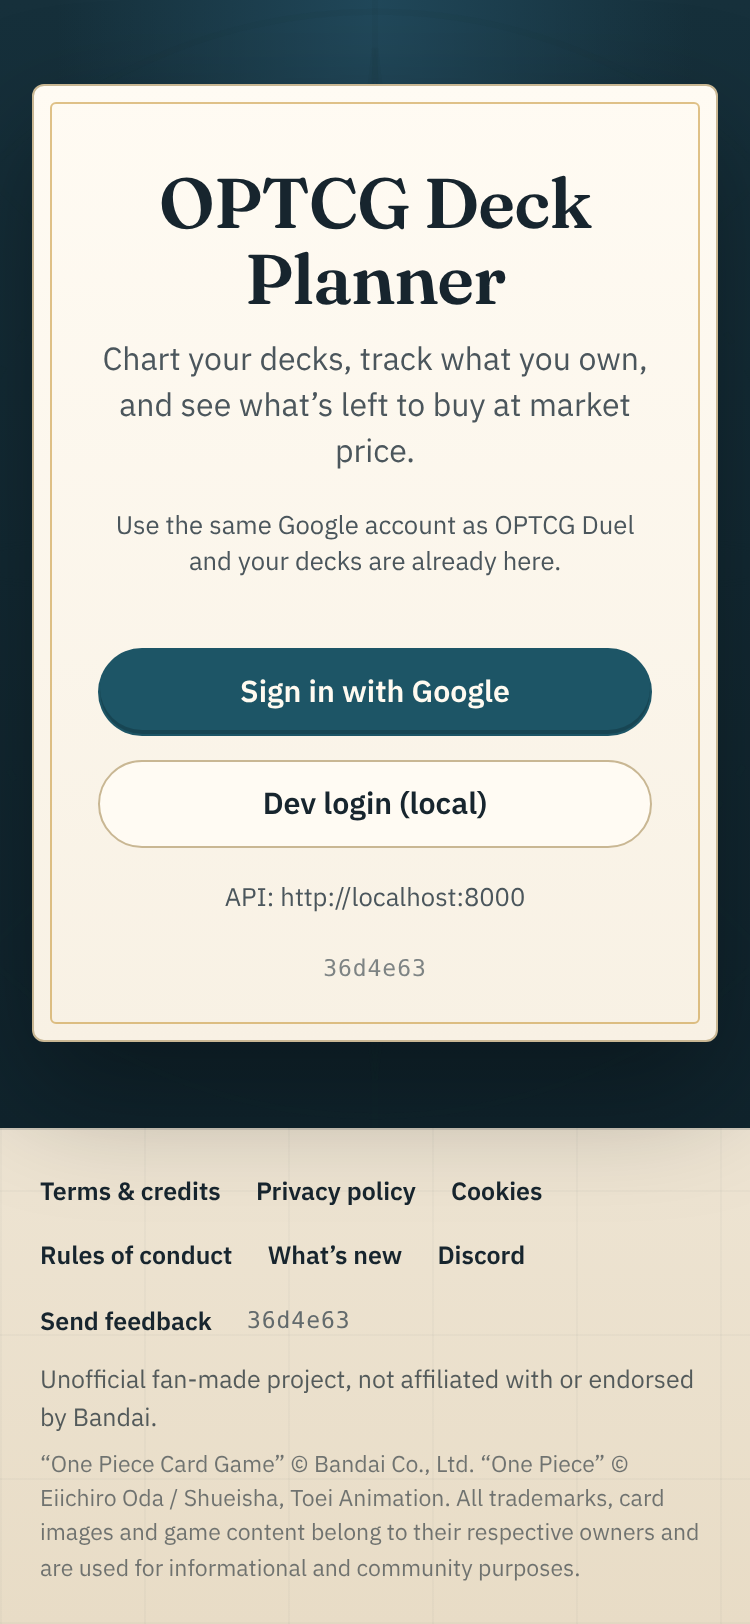 OPTCG Deck
Planner
Chart your decks, track what you own,
and see what’s left to buy at market
price.
Use the same Google account as OPTCG Duel
and your decks are already here.
Sign in with Google
Dev login (local)
API: http://localhost:8000
36d4e63
Terms & credits Privacy policy Cookies
Rules of conduct What’s new Discord
Send feedback 36d4e63
Unofficial fan-made project, not affiliated with or endorsed
by Bandai.
“One Piece Card Game” © Bandai Co., Ltd. “One Piece” ©
Eiichiro Oda / Shueisha, Toei Animation. All trademarks, card
images and game content belong to their respective owners and
are used for informational and community purposes.